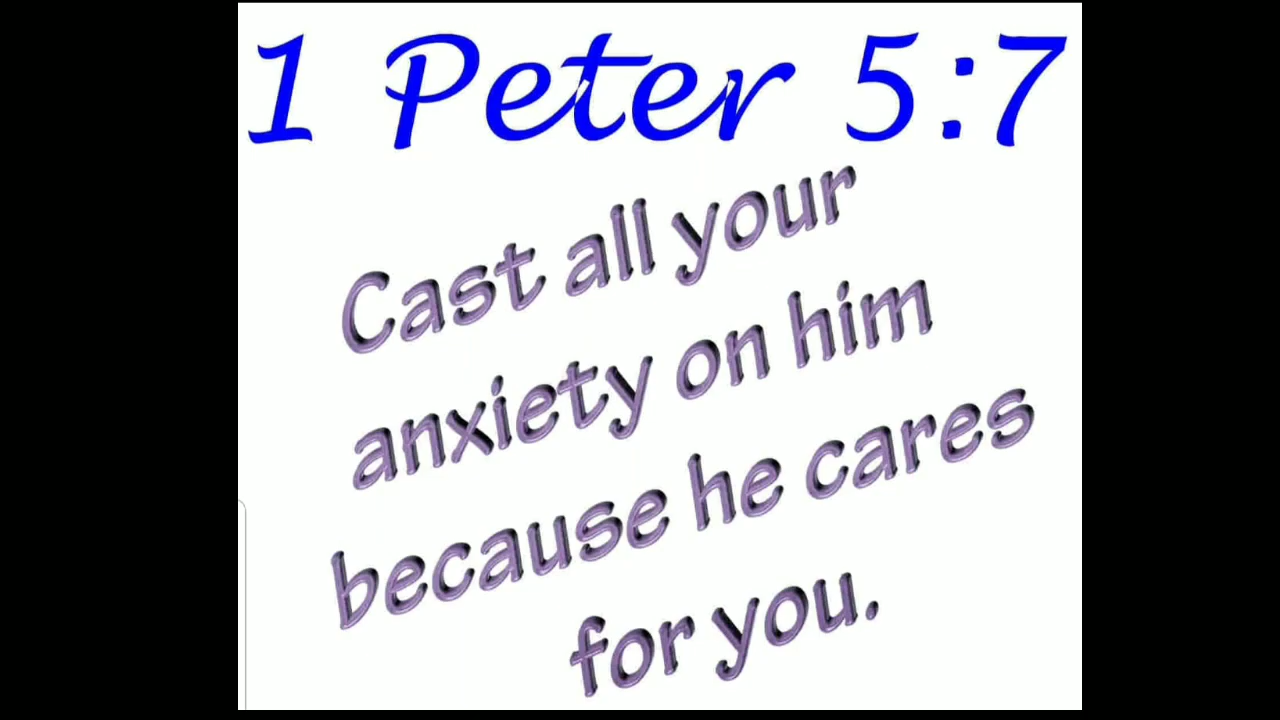 1 Peter 5:7
Cast all your
anxiety on him
because he cares
for you.